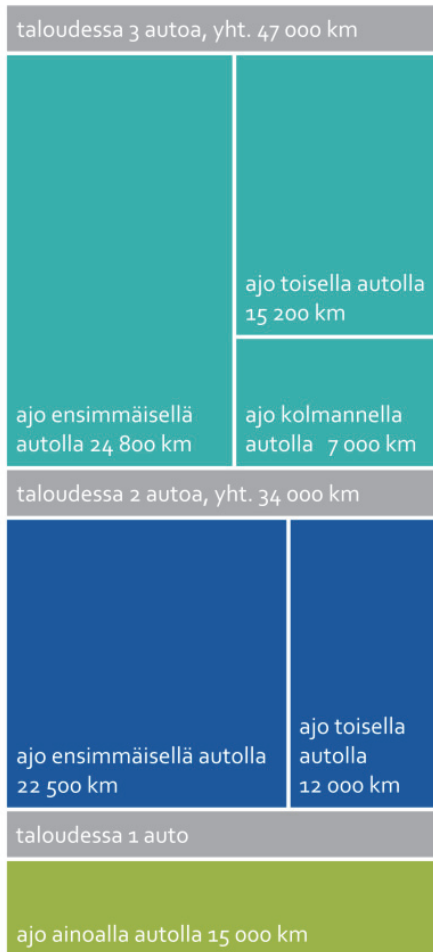 taloudessa 3 autoa, yht. 47 000 km
ajo toisella autolla
15 200 km
ajo ensimmäisellä
autolla 24 800 km
ajo kolmannella
autolla 7 000 km
taloudessa 2 autoa, yht. 34 000 km
ajo ensimmäisellä autolla
22 500 km
ajo toisella
autolla
12 000 km
taloudessa 1 auto
ajo ainoalla autolla 15 000 km